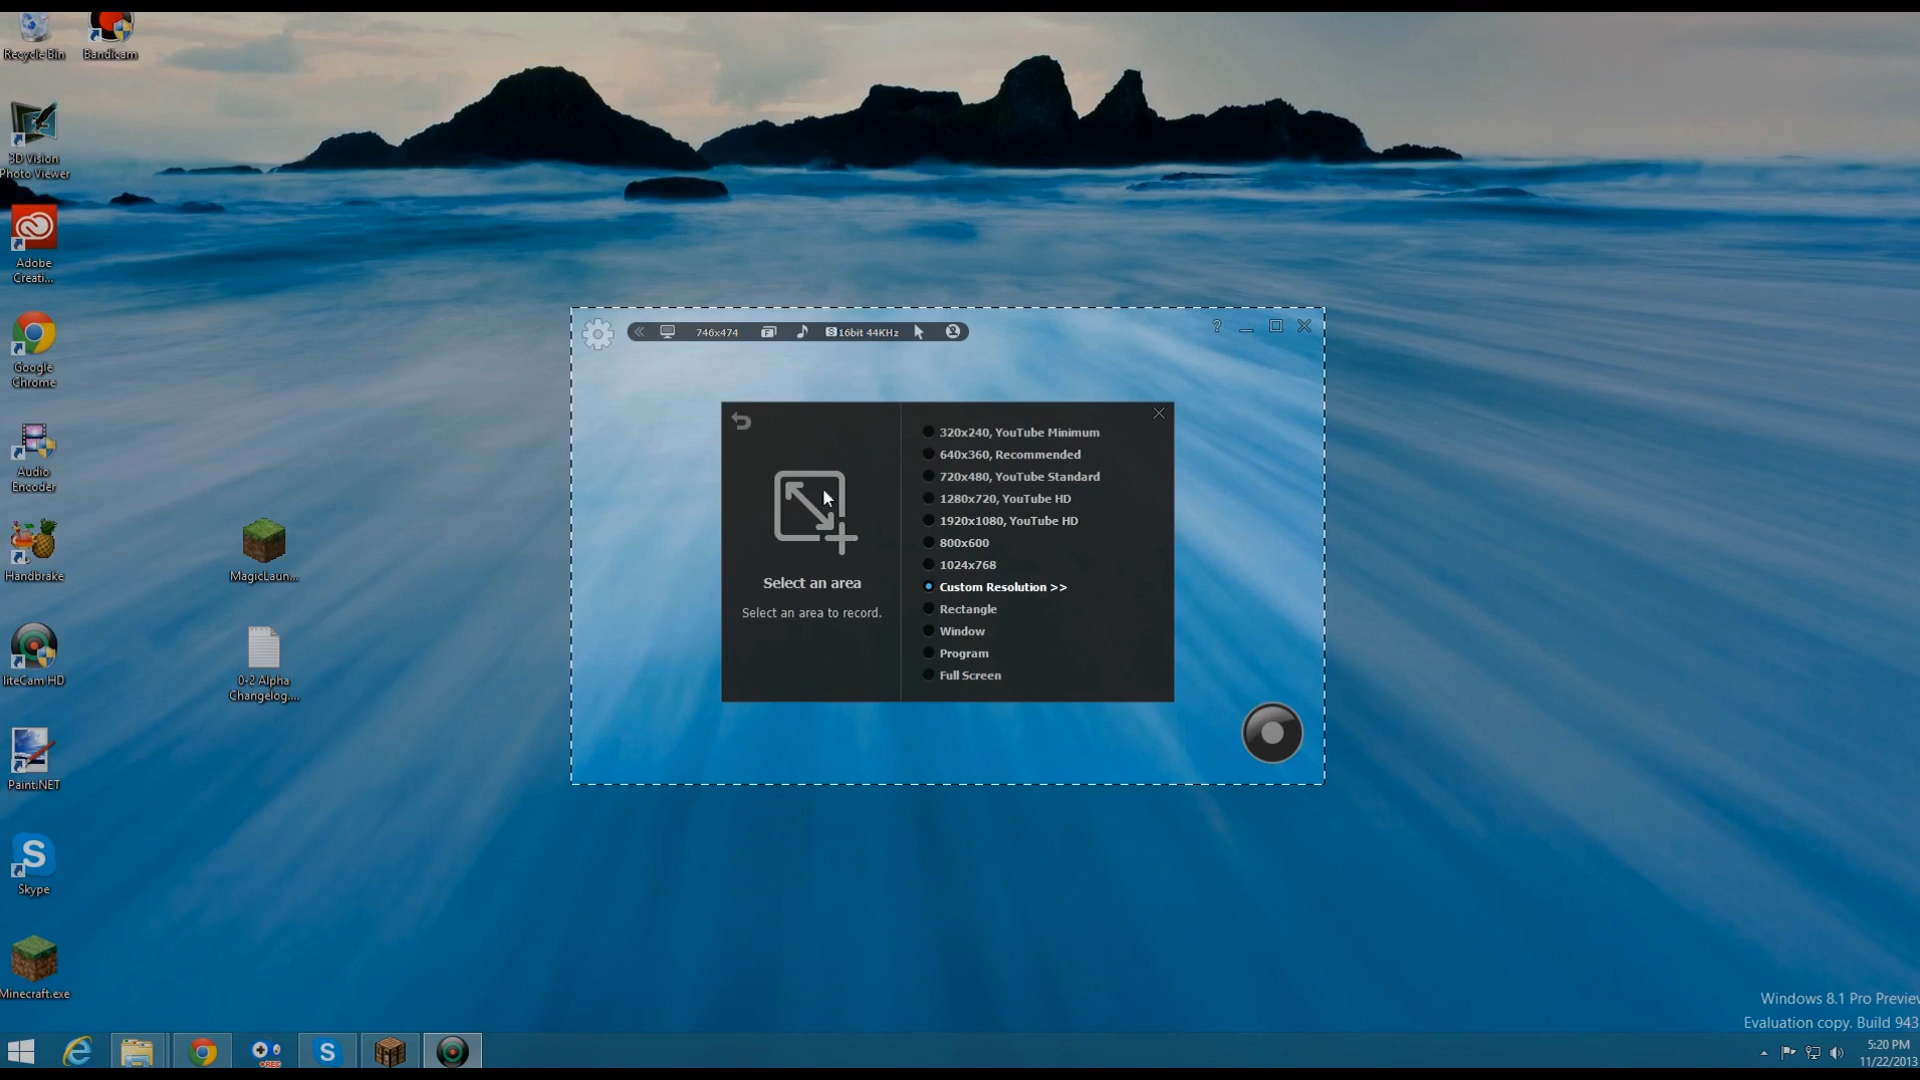 Recycle Bin
Bandicam
3D Vision
Photo Viewer
Adobe
Creati...
Google
Chrome
Audio
Encoder
Handbrake
MagicLaun...
liteCam HD
0-2 Alpha
Changelog....
Paint.NET
Skype
Minecraft.exe
746x474
16bit 44KHz
?
Select an area
Select an area to record.
320x240, YouTube Minimum
640x360, Recommended
720x480, YouTube Standard
1280x720, YouTube HD
1920x1080, YouTube HD
800x600
1024x768
Custom Resolution >>
Rectangle
Window
Program
Full Screen
Windows 8.1 Pro Preview
Evaluation copy. Build 943
5:20 PM
11/22/2013